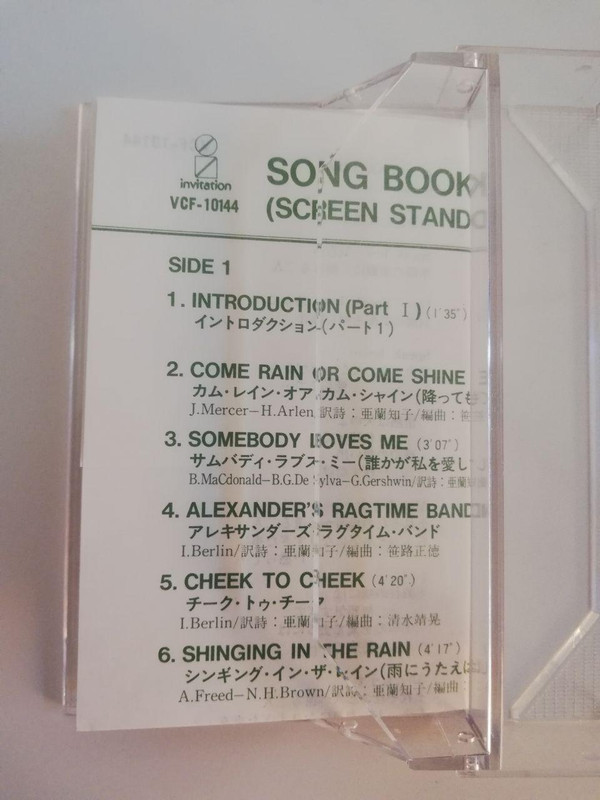 invitation
VCF-10144
SONG BOOK
(SCREEN STAND
SIDE 1
1. INTRODUCTION (Part Ⅰ) (1'35")
イントロダクション(パート1)
2. COME RAIN OR COME SHINE
カム・レイン・オア・カム・シャイン(降っても
J.Mercer－H.Arlen/訳詩：亜蘭知子/編曲：笹
3. SOMEBODY LOVES ME (3'07")
サムバディ・ラブズ・ミー(誰かが私を愛し
B.MaCdonald－B.G.De Sylva－G.Gershwin/訳詩：亜蘭
4. ALEXANDER'S RAGTIME BAND
アレキサンダーズ・ラグタイム・バンド
I.Berlin/訳詩：亜蘭知子/編曲：笹路正徳
5. CHEEK TO CHEEK (4'20")
チーク・トゥ・チーク
I.Berlin/訳詩：亜蘭知子/編曲：清水靖晃
6. SHINGING IN THE RAIN (4'17")
シンギング・イン・ザ・レイン(雨にうたえば
A.Freed－N.H.Brown/訳詩：亜蘭知子/編曲：